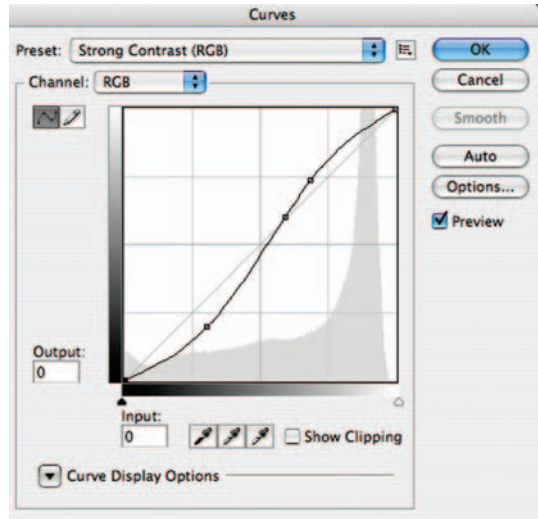 Curves
Preset: Strong Contrast (RGB)
OK
Channel: RGB
Cancel
Smooth
Auto
Options...
Preview
Output:
0
Input:
0
Show Clipping
Curve Display Options